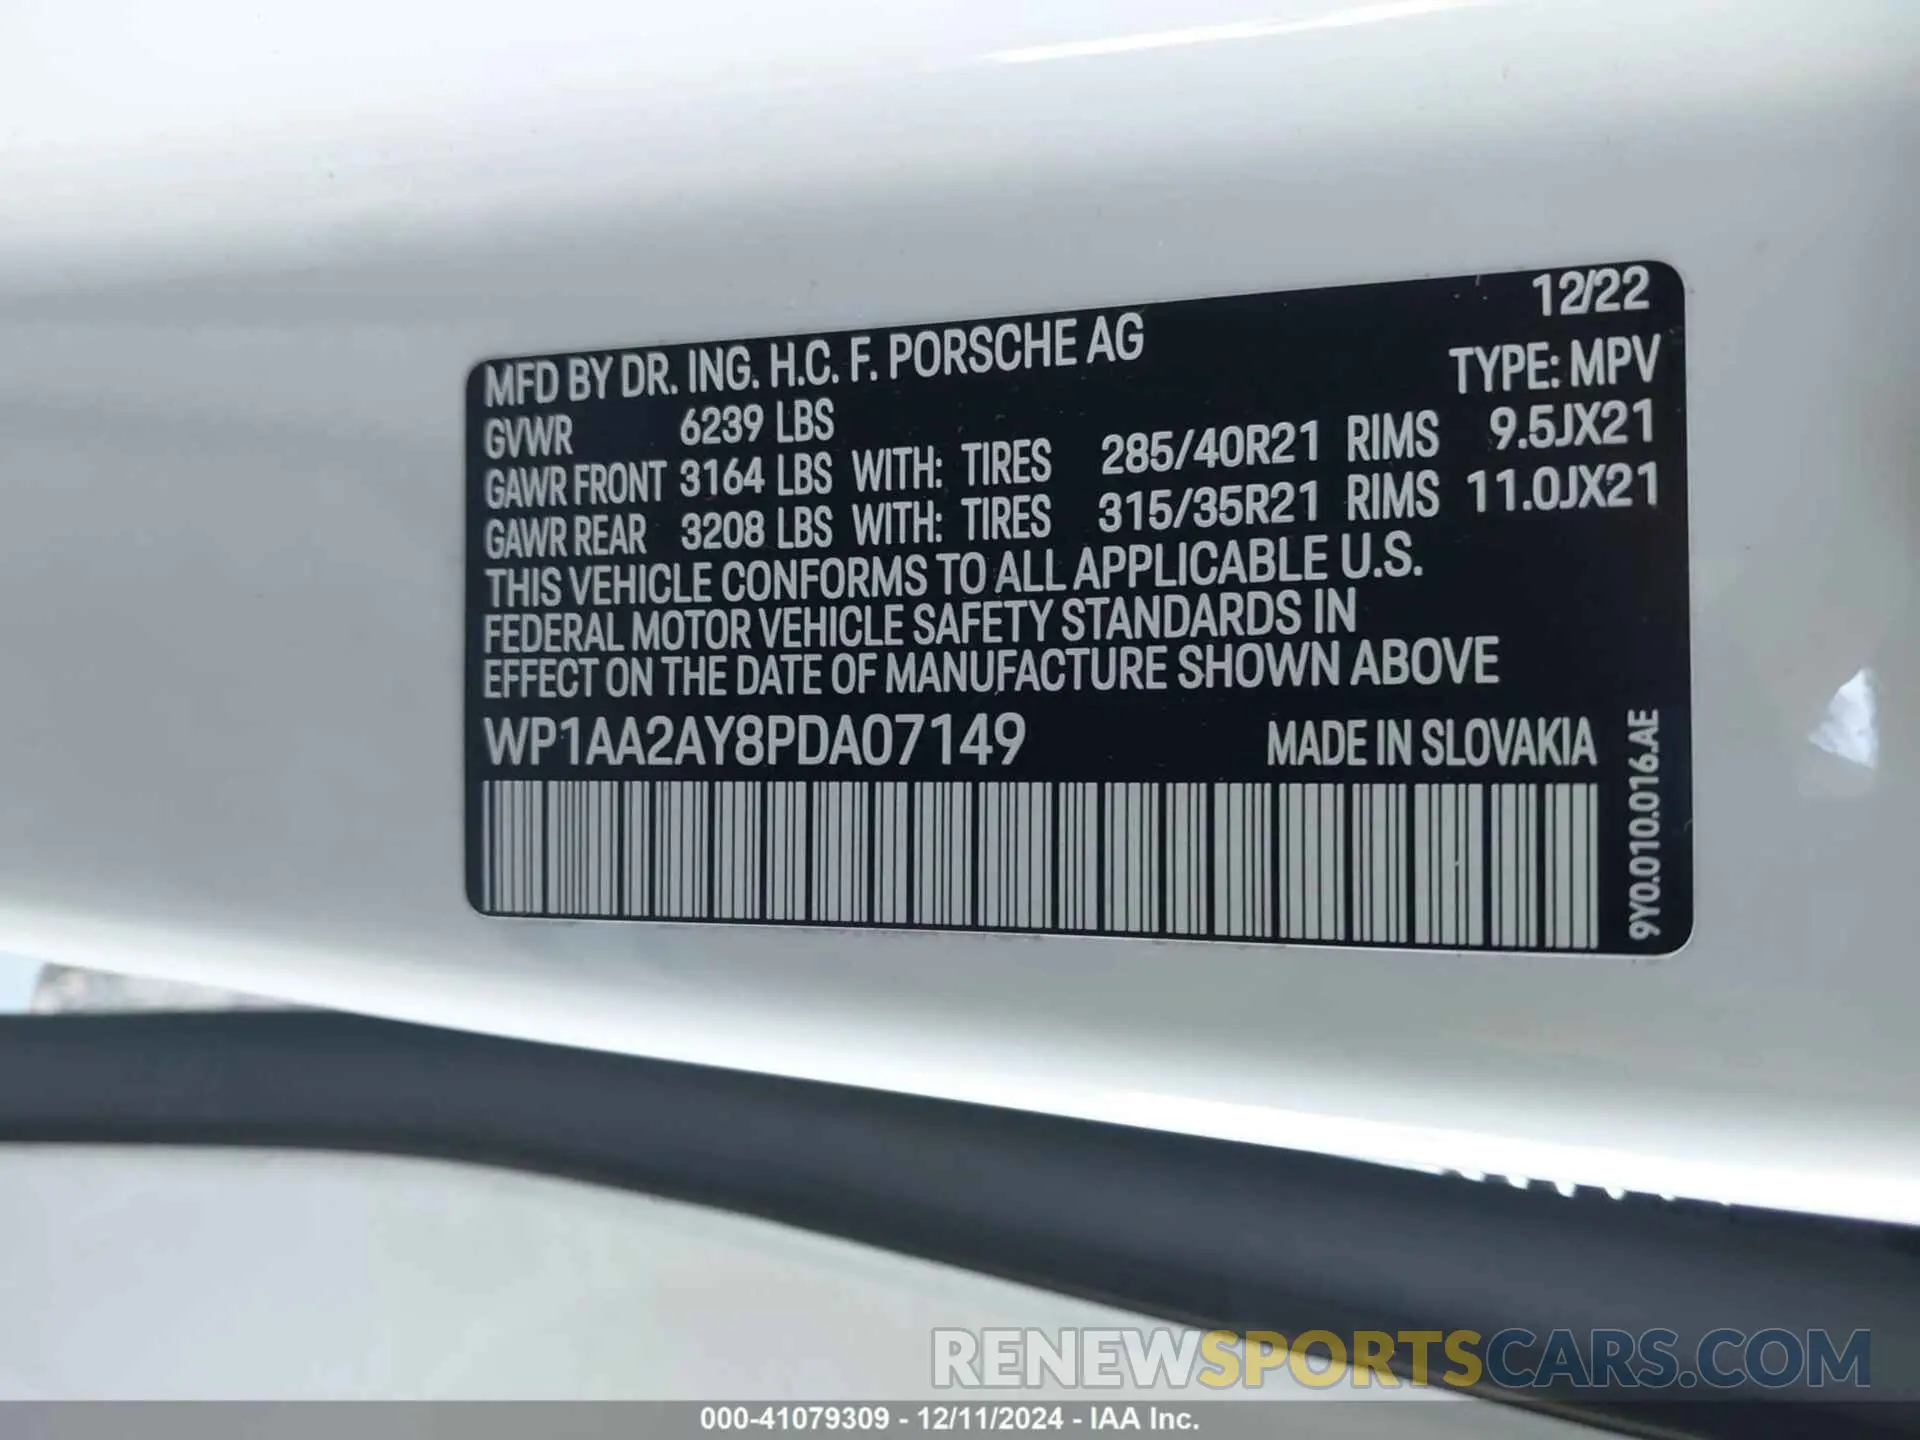 12/22
MFD BY DR. ING. H.C. F. PORSCHE AG
TYPE: MPV
GVWR 6239 LBS
GAWR FRONT 3164 LBS WITH: TIRES 285/40R21 RIMS 9.5JX21
GAWR REAR 3208 LBS WITH: TIRES 315/35R21 RIMS 11.0JX21
THIS VEHICLE CONFORMS TO ALL APPLICABLE U.S.
FEDERAL MOTOR VEHICLE SAFETY STANDARDS IN
EFFECT ON THE DATE OF MANUFACTURE SHOWN ABOVE
WP1AA2AY8PDA07149 MADE IN SLOVAKIA
9Y0.010.016.AE
RENEWSPORTSCARS.COM
000-41079309 - 12/11/2024 - IAA Inc.